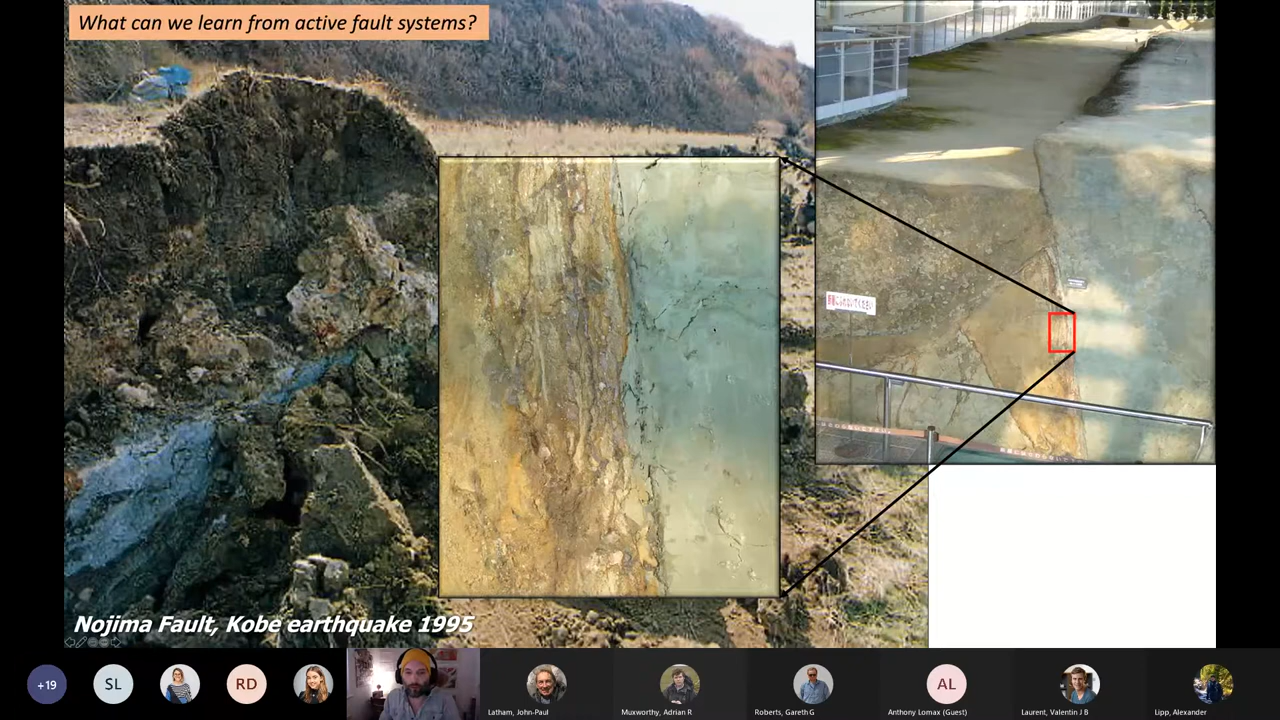 What can we learn from active fault systems?
Nojima Fault, Kobe earthquake 1995
+19
SL
RD
Latham, John-Paul
Muxworthy, Adrian R
Roberts, Gareth G
AL
Anthony Lomax (Guest)
Laurent, Valentin J B
Lipp, Alexander